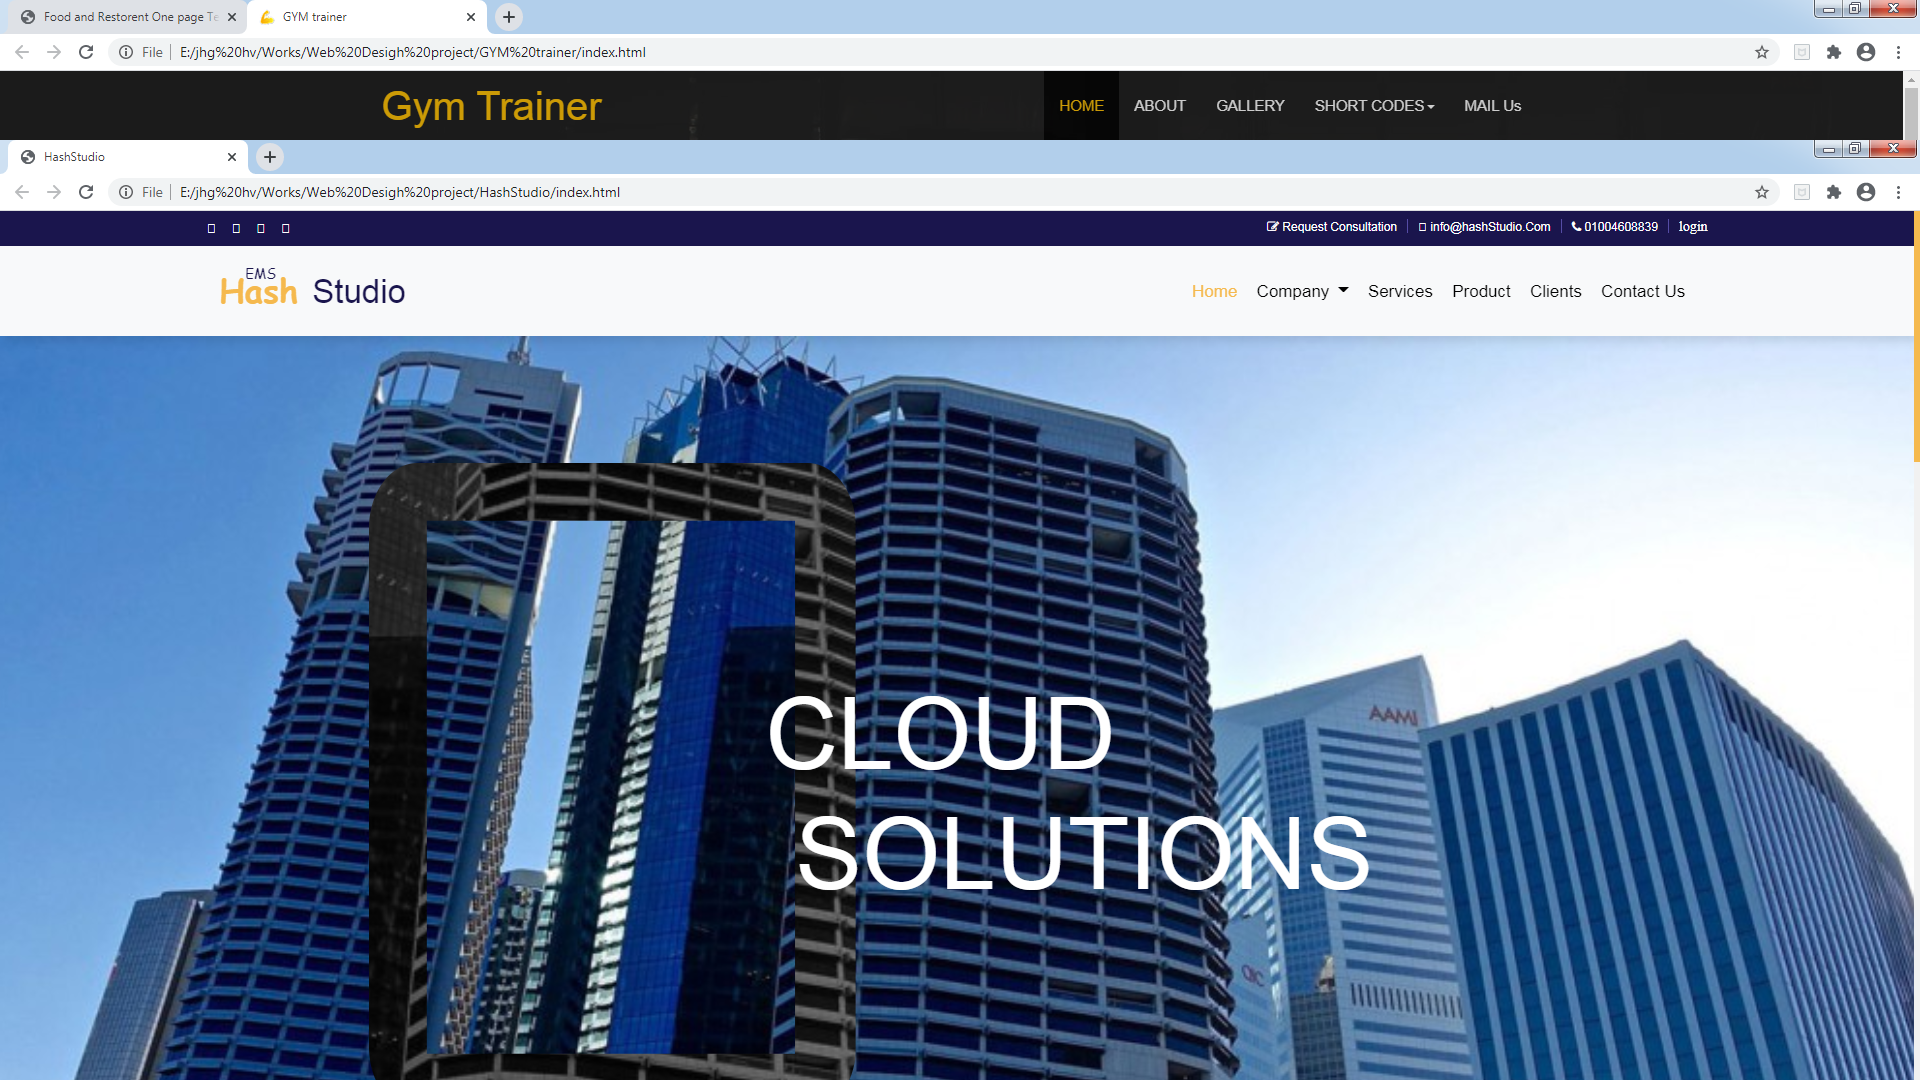 Food and Restorent One page Te
GYM trainer
File
E:/jhg%20hv/Works/Web%20Desigh%20project/GYM%20trainer/index.html
Gym Trainer
HOME
ABOUT
GALLERY
SHORT CODES
MAIL Us
HashStudio
File
E:/jhg%20hv/Works/Web%20Desigh%20project/HashStudio/index.html
Request Consultation
info@hashStudio.Com
01004608839
login
EMS
Hash Studio
Home
Company
Services
Product
Clients
Contact Us
AAMI
CLOUD
SOLUTIONS